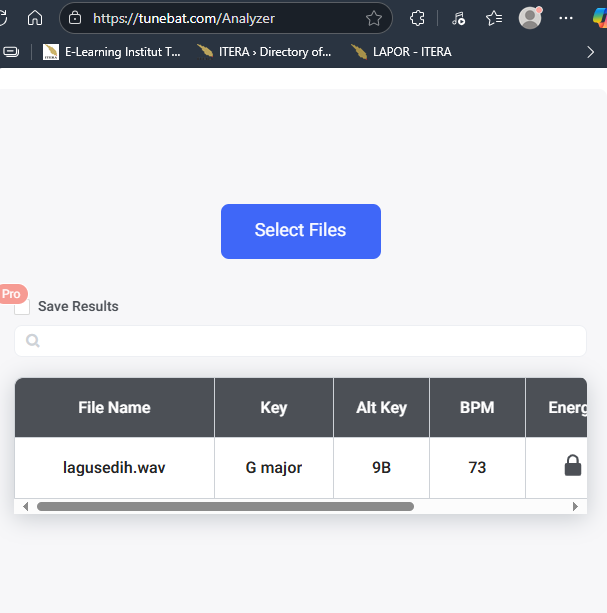 https://tunebat.com/Analyzer
E-Learning Institut T... ITERA › Directory of... LAPOR - ITERA
Select Files
Pro
Save Results
File Name Key Alt Key BPM Energ
lagusedih.wav G major 9B 73